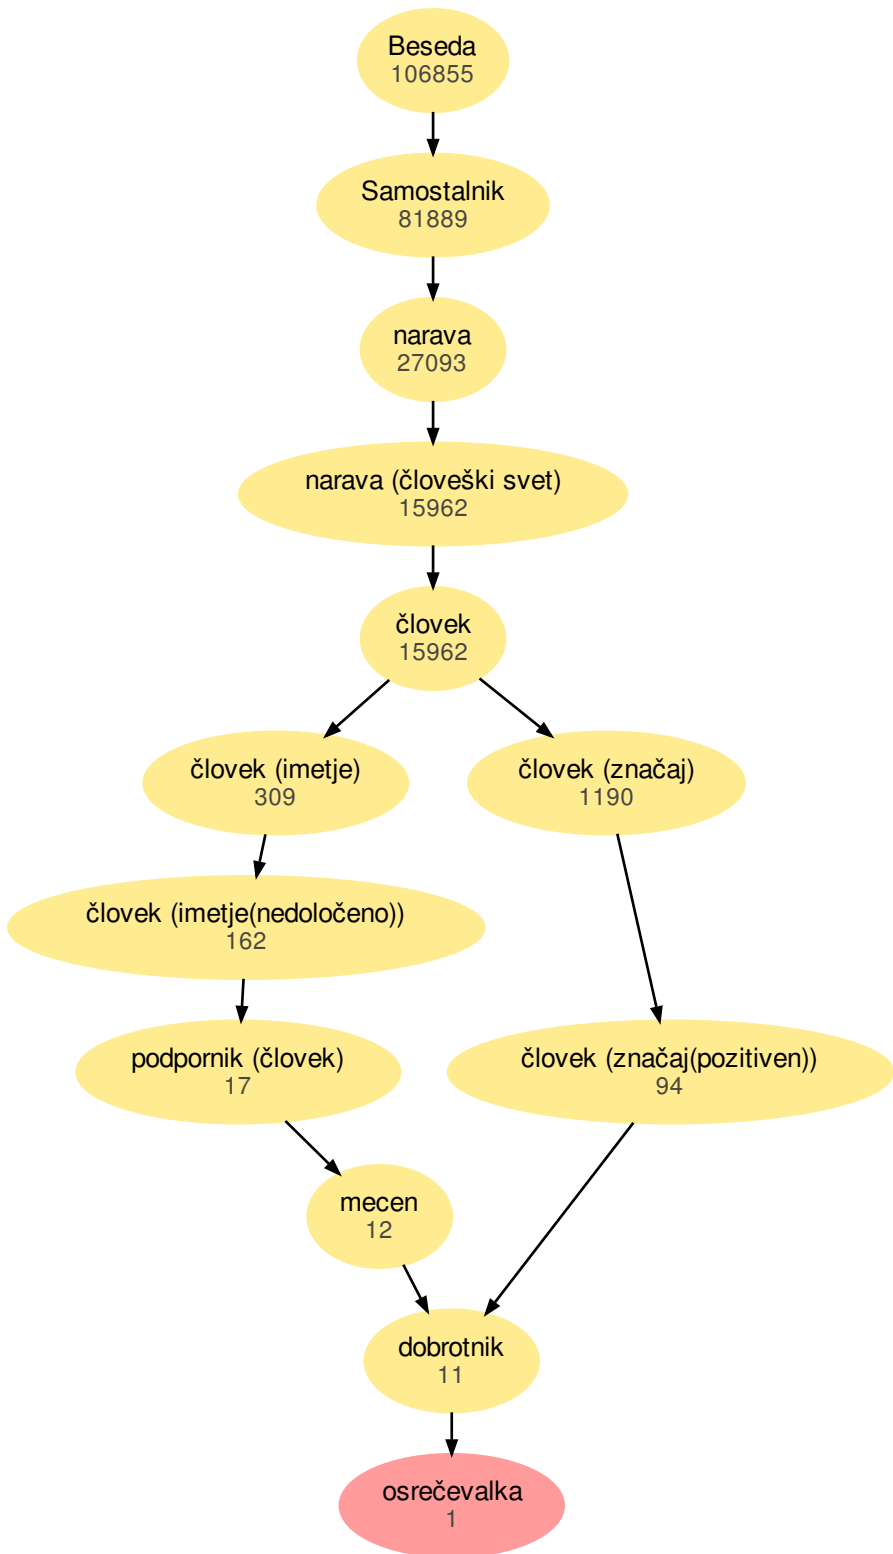 Beseda
106855
Samostalnik
81889
narava
27093
narava (človeški svet)
15962
človek
15962
človek (imetje)
309
človek (značaj)
1190
človek (imetje(nedoločeno))
162
podpornik (človek)
17
človek (značaj(pozitiven))
94
mecen
12
dobrotnik
11
osrečevalka
1